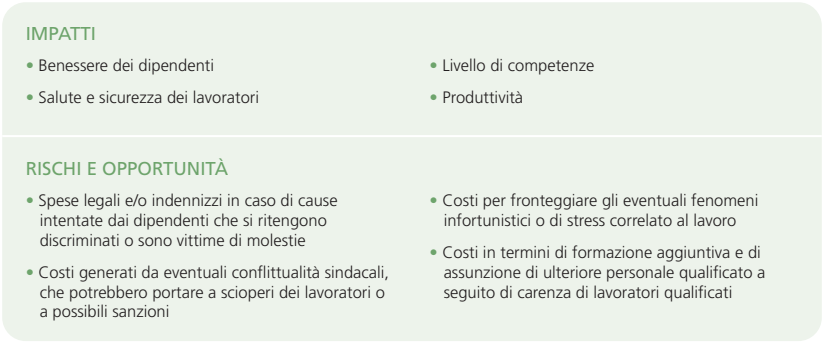 IMPATTI
• Benessere dei dipendenti
• Salute e sicurezza dei lavoratori
• Livello di competenze
• Produttività
RISCHI E OPPORTUNITÀ
• Spese legali e/o indennizzi in caso di cause
intentate dai dipendenti che si ritengono
discriminati o sono vittime di molestie
• Costi generati da eventuali conflittualità sindacali,
che potrebbero portare a scioperi dei lavoratori o
a possibili sanzioni
• Costi per fronteggiare gli eventuali fenomeni
infortunistici o di stress correlato al lavoro
• Costi in termini di formazione aggiuntiva e di
assunzione di ulteriore personale qualificato a
seguito di carenza di lavoratori qualificati